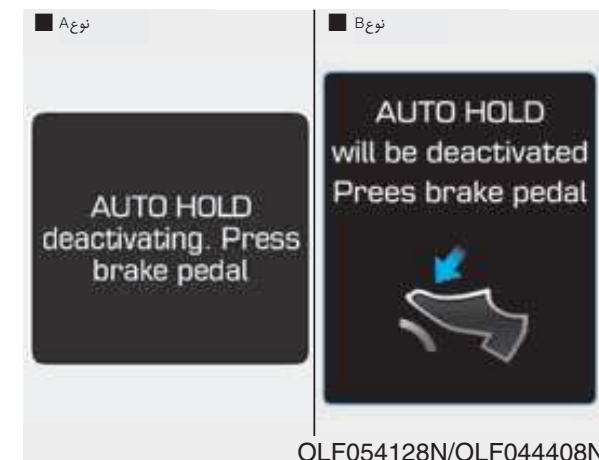 ■ نوعA
AUTO HOLD
deactivating. Press
brake pedal
■ نوعB
AUTO HOLD
will be deactivated
Prees brake pedal
OLF054128N/OLF044408N